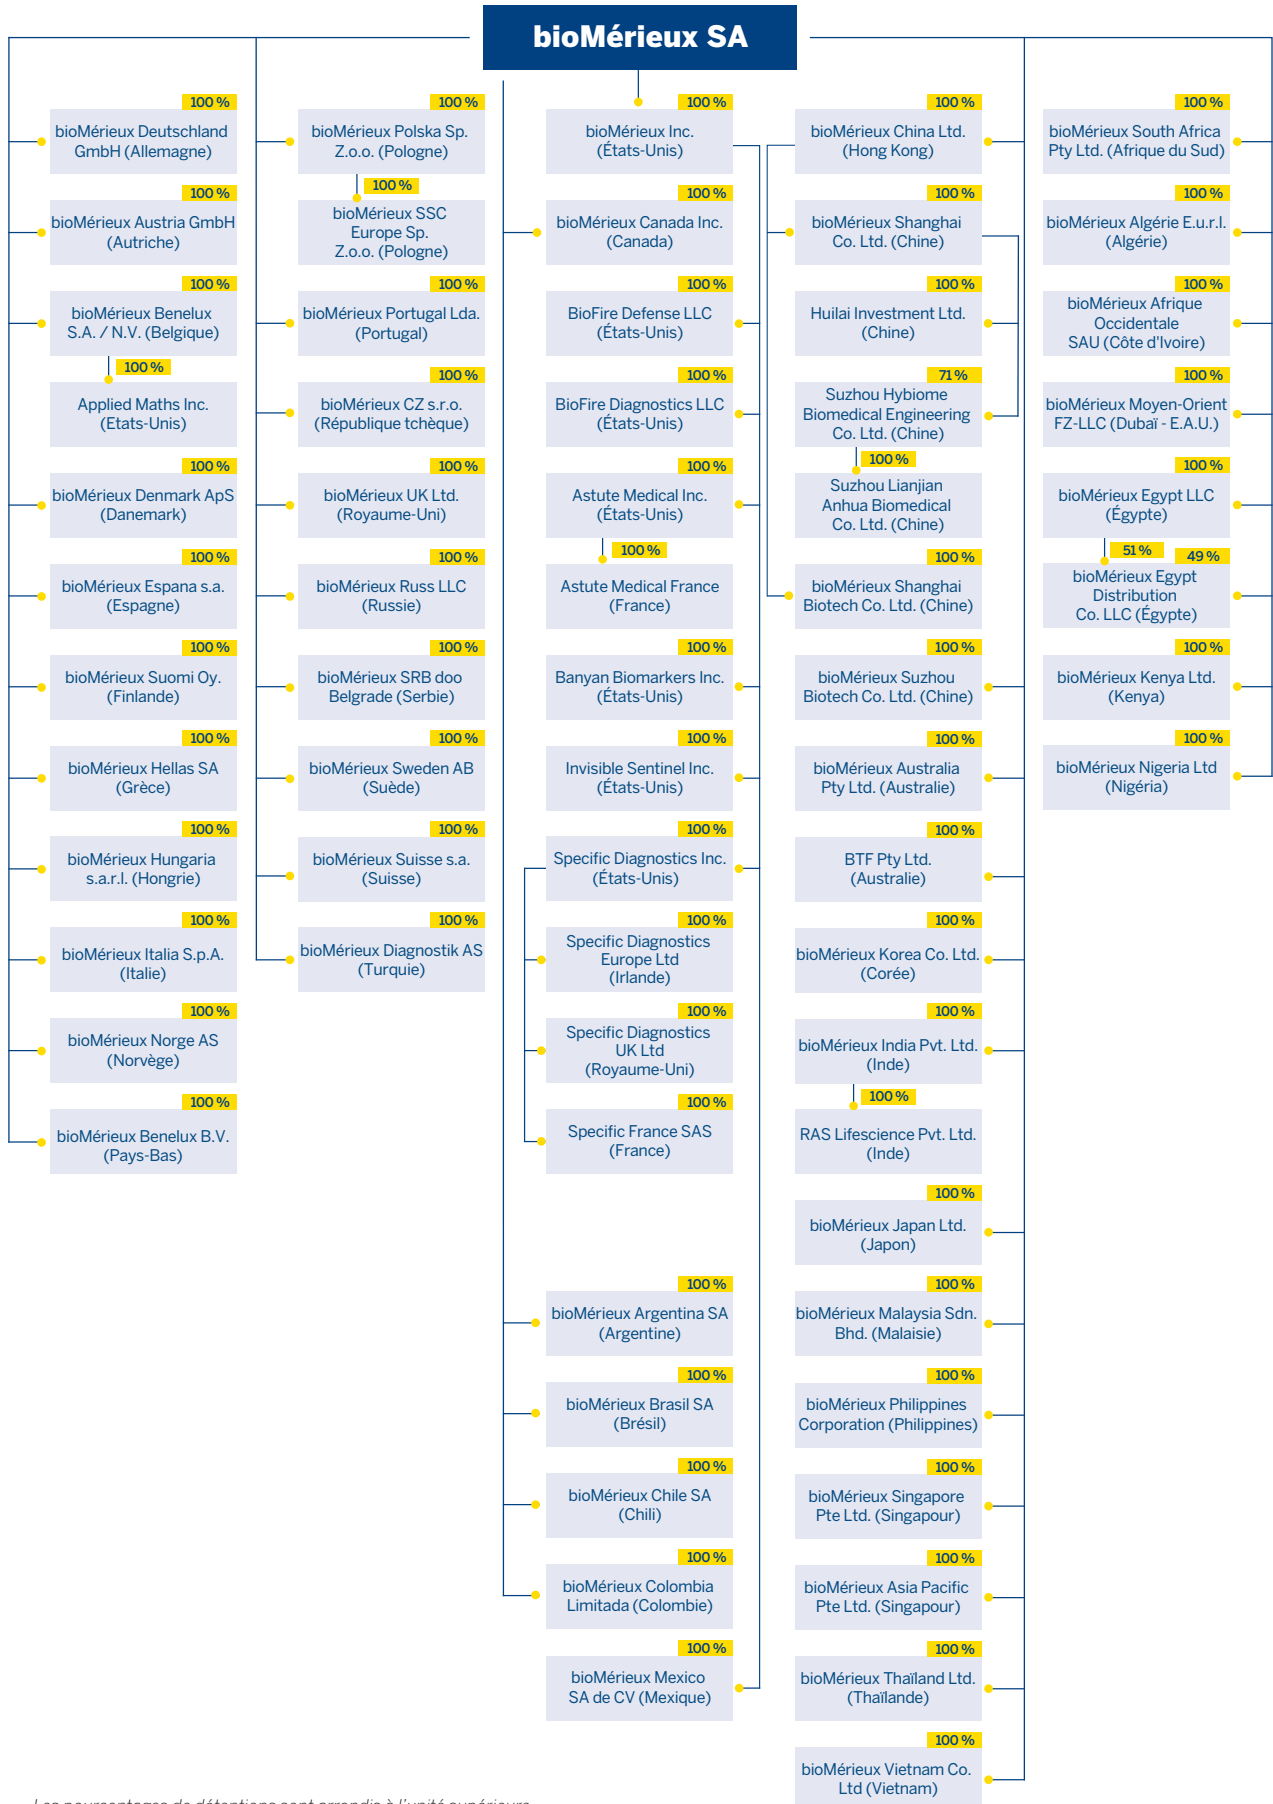 bioMérieux SA
100 %
bioMérieux Deutschland
GmbH (Allemagne)
100 %
bioMérieux Austria GmbH
(Autriche)
100 %
bioMérieux Benelux
S.A. / N.V. (Belgique)
100 %
Applied Maths Inc.
(Etats-Unis)
100 %
bioMérieux Denmark ApS
(Danemark)
100 %
bioMérieux Espana s.a.
(Espagne)
100 %
bioMérieux Suomi Oy.
(Finlande)
100 %
bioMérieux Hellas SA
(Grèce)
100 %
bioMérieux Hungaria
s.a.r.l. (Hongrie)
100 %
bioMérieux Italia S.p.A.
(Italie)
100 %
bioMérieux Norge AS
(Norvège)
100 %
bioMérieux Benelux B.V.
(Pays-Bas)
100 %
bioMérieux Polska Sp.
Z.o.o. (Pologne)
100 %
bioMérieux SSC
Europe Sp.
Z.o.o. (Pologne)
100 %
bioMérieux Portugal Lda.
(Portugal)
100 %
bioMérieux CZ s.r.o.
(République tchèque)
100 %
bioMérieux UK Ltd.
(Royaume-Uni)
100 %
bioMérieux Russ LLC
(Russie)
100 %
bioMérieux SRB doo
Belgrade (Serbie)
100 %
bioMérieux Sweden AB
(Suède)
100 %
bioMérieux Suisse s.a.
(Suisse)
100 %
bioMérieux Diagnostik AS
(Turquie)
100 %
bioMérieux Inc.
(États-Unis)
100 %
bioMérieux Canada Inc.
(Canada)
100 %
BioFire Defense LLC
(États-Unis)
100 %
BioFire Diagnostics LLC
(États-Unis)
100 %
Astute Medical Inc.
(États-Unis)
100 %
Astute Medical France
(France)
100 %
Banyan Biomarkers Inc.
(États-Unis)
100 %
Invisible Sentinel Inc.
(États-Unis)
100 %
Specific Diagnostics Inc.
(États-Unis)
100 %
Specific Diagnostics
Europe Ltd
(Irlande)
100 %
Specific Diagnostics
UK Ltd
(Royaume-Uni)
100 %
Specific France SAS
(France)
100 %
bioMérieux Argentina SA
(Argentine)
100 %
bioMérieux Brasil SA
(Brésil)
100 %
bioMérieux Chile SA
(Chili)
100 %
bioMérieux Colombia
Limitada (Colombie)
100 %
bioMérieux Mexico
SA de CV (Mexique)
100 %
bioMérieux China Ltd.
(Hong Kong)
100 %
bioMérieux Shanghai
Co. Ltd. (Chine)
100 %
Huilai Investment Ltd.
(Chine)
71 %
Suzhou Hybiome
Biomedical Engineering
Co. Ltd. (Chine)
100 %
Suzhou Lianjian
Anhua Biomedical
Co. Ltd. (Chine)
100 %
bioMérieux Shanghai
Biotech Co. Ltd. (Chine)
100 %
bioMérieux Suzhou
Biotech Co. Ltd. (Chine)
100 %
bioMérieux Australia
Pty Ltd. (Australie)
100 %
BTF Pty Ltd.
(Australie)
100 %
bioMérieux Korea Co. Ltd.
(Corée)
100 %
bioMérieux India Pvt. Ltd.
(Inde)
100 %
RAS Lifescience Pvt. Ltd.
(Inde)
100 %
bioMérieux Japan Ltd.
(Japon)
100 %
bioMérieux Malaysia Sdn.
Bhd. (Malaisie)
100 %
bioMérieux Philippines
Corporation (Philippines)
100 %
bioMérieux Singapore
Pte Ltd. (Singapour)
100 %
bioMérieux Asia Pacific
Pte Ltd. (Singapour)
100 %
bioMérieux Thaïland Ltd.
(Thaïlande)
100 %
bioMérieux Vietnam Co.
Ltd (Vietnam)
100 %
bioMérieux South Africa
Pty Ltd. (Afrique du Sud)
100 %
bioMérieux Algérie E.u.r.l.
(Algérie)
100 %
bioMérieux Afrique
Occidentale
SAU (Côte d'Ivoire)
100 %
bioMérieux Moyen-Orient
FZ-LLC (Dubaï - E.A.U.)
100 %
bioMérieux Egypt LLC
(Égypte)
51 %
49 %
bioMérieux Egypt
Distribution
Co. LLC (Égypte)
100 %
bioMérieux Kenya Ltd.
(Kenya)
100 %
bioMérieux Nigeria Ltd
(Nigéria)
Les pourcentages de détentions sont arrondis à l'unité supérieure